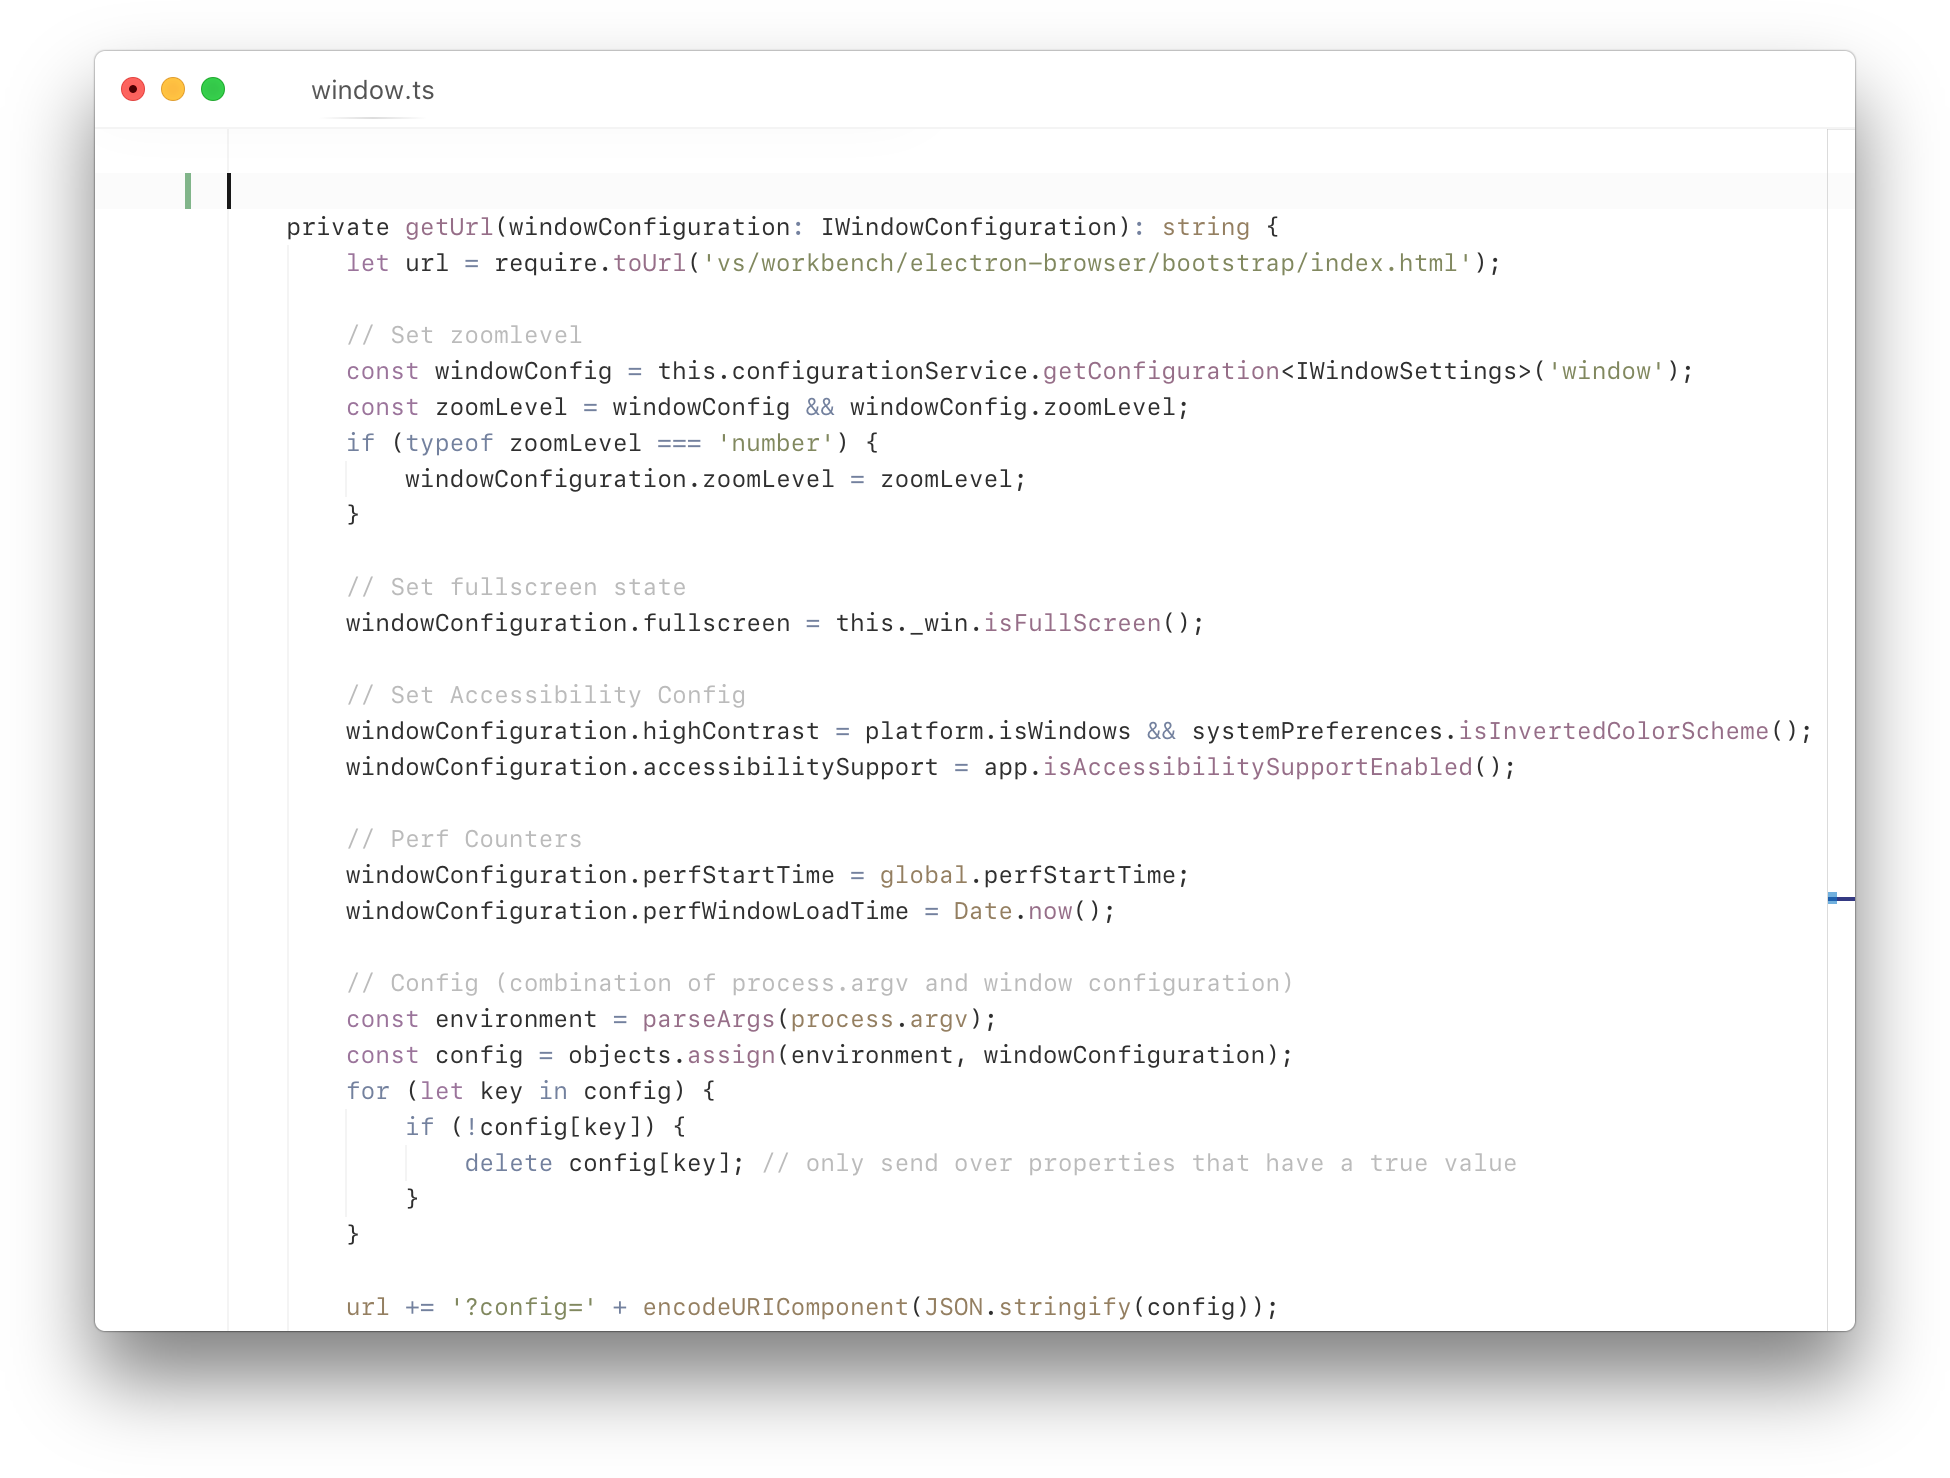 window.ts
private getUrl(windowConfiguration: IWindowConfiguration): string {
let url = require.toUrl('vs/workbench/electron-browser/bootstrap/index.html');
// Set zoomlevel
const windowConfig = this.configurationService.getConfiguration<IWindowSettings>('window');
const zoomLevel = windowConfig && windowConfig.zoomLevel;
if (typeof zoomLevel === 'number') {
windowConfiguration.zoomLevel = zoomLevel;
}
// Set fullscreen state
windowConfiguration.fullscreen = this._win.isFullScreen();
// Set Accessibility Config
windowConfiguration.highContrast = platform.isWindows && systemPreferences.isInvertedColorScheme();
windowConfiguration.accessibilitySupport = app.isAccessibilitySupportEnabled();
// Perf Counters
windowConfiguration.perfStartTime = global.perfStartTime;
windowConfiguration.perfWindowLoadTime = Date.now();
// Config (combination of process.argv and window configuration)
const environment = parseArgs(process.argv);
const config = objects.assign(environment, windowConfiguration);
for (let key in config) {
if (!config[key]) {
delete config[key]; // only send over properties that have a true value
}
}
url += '?config=' + encodeURIComponent(JSON.stringify(config));